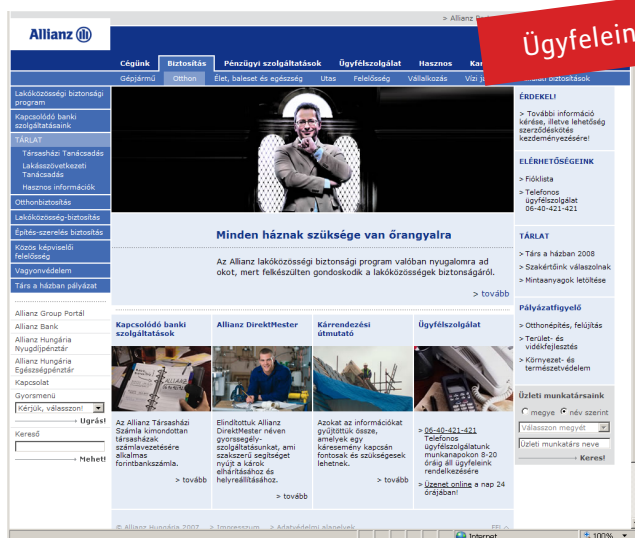 Allianz
Ügyfelein
Cégünk Biztosítás Pénzügyi szolgáltatások Ügyfélszolgálat Hasznos
Gépjármű Otthon Élet, baleset és egészség Utas Felelősség Vállalkozás Vízi biztosítások
Lakóközösségi biztonsági
program
Kapcsolódó banki
szolgáltatásaink
TÁRLAT
Társasházi Tanácsadás
Lakásszövetkezeti
Tanácsadás
Hasznos információk
Otthonbiztosítás
Lakóközösség-biztosítás
Építés-szerelés biztosítás
Közös képviselői
felelősség
Vagyonvédelem
Társ a házban pályázat
Allianz Group Portál
Allianz Bank
Allianz Hungária
Nyugdíjpénztár
Allianz Hungária
Egészségpénztár
Kapcsolat
Gyorsmenü
Kérjük, válasszon!
Ugrás!
Kereső
Mehet!
Minden háznak szüksége van őrangyalra
Az Allianz lakóközösségi biztonsági program valóban nyugalomra ad
okot, mert felkészülten gondoskodik a lakóközösségek biztonságáról.
> tovább
Kapcsolódó banki
szolgáltatások
Az Allianz Társasházi
Számla kimondottan
társasházak
számlavezetésére
alkalmas
forintbankszámla.
> tovább
Allianz DirektMester
Elindítottuk Allianz
DirektMester néven
gyorssegély-
szolgáltatásunkat, ami
szakszerű segítséget
nyújt a károk
elhárításához és
helyreállításához.
> tovább
Kárrendezési
útmutató
Azokat az információkat
gyűjtöttük össze,
amelyek egy
káresemény kapcsán
fontosak és szükségesek
lehetnek.
> tovább
Ügyfélszolgálat
> 06-40-421-421
Telefonos
ügyfélszolgálatunk
munkanapokon 8-20
óráig áll ügyfeleink
rendelkezésére
> Üzenet online a nap 24
órájában!
ÉRDEKEL!
> További információ
kérése, illetve lehetőség
szerződéskötés
kezdeményezésére!
ELÉRHETŐSÉGEINK
> Fióklista
> Telefonos
ügyfélszolgálat
06-40-421-421
TÁRLAT
> Társ a házban 2008
> Szakértőink válaszolnak
> Mintaanyagok letöltése
Pályázatfigyelő
> Otthonépítés, felújítás
> Terület- és
vidékfejlesztés
> Környezet- és
természetvédelem
Üzleti munkatársaink
megye név szerint
Válasszon megyét
Üzleti munkatárs neve
Keres!
© Allianz Hungária 2007 > Impresszum > Adatvédelmi alapelvek FEL
Internet 100%